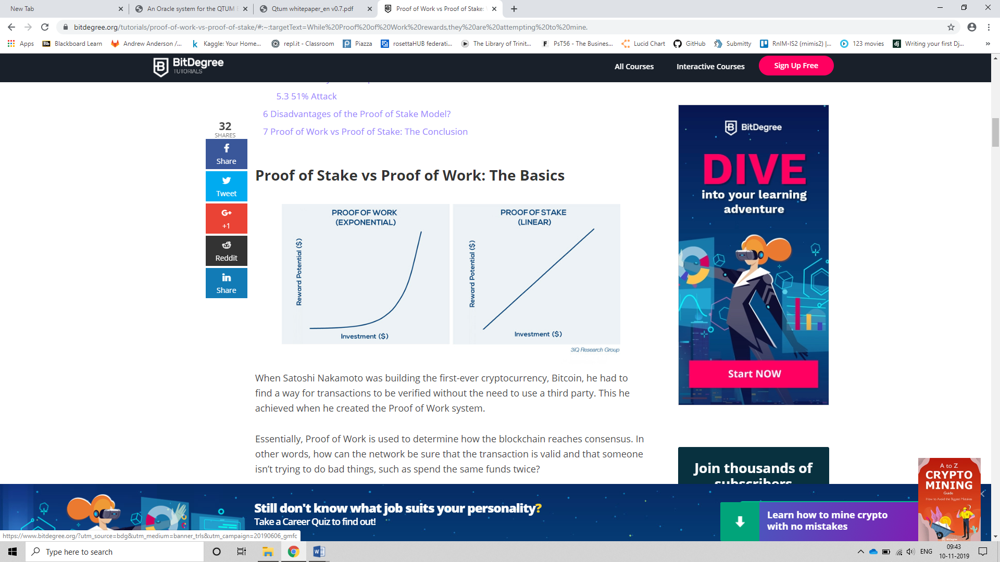 New Tab
An Oracle system for the QTUM
Qtum whitepaper_en v0.7.pdf
Proof of Work vs Proof of Stake:
bitdegree.org/tutorials/proof-of-work-vs-proof-of-stake/#:~:targetText=While%20Proof%20of%20Work%20rewards,they%20are%20attempting%20to%20mine.
Apps
Bb Blackboard Learn
Andrew Anderson /...
k Kaggle: Your Home...
repl.it - Classroom
Piazza
rosettaHUB federati...
The Library of Trinit...
F PsT56 - The Busines...
Lucid Chart
GitHub
Submitty
RnIM-IS2 (rnimis2) |...
123 movies
dj Writing your first Dj...
»
BitDegree
TUTORIALS
All Courses
Interactive Courses
Sign Up Free
5.3 51% Attack
6 Disadvantages of the Proof of Stake Model?
7 Proof of Work vs Proof of Stake: The Conclusion
32
SHARES
Share
Tweet
G+
+1
Reddit
in
Share
Proof of Stake vs Proof of Work: The Basics
PROOF OF WORK
(EXPONENTIAL)
Reward Potential ($)
Investment ($)
PROOF OF STAKE
(LINEAR)
Reward Potential ($)
Investment ($)
3iQ Research Group
When Satoshi Nakamoto was building the first-ever cryptocurrency, Bitcoin, he had to
find a way for transactions to be verified without the need to use a third party. This he
achieved when he created the Proof of Work system.
Essentially, Proof of Work is used to determine how the blockchain reaches consensus. In
other words, how can the network be sure that the transaction is valid and that someone
isn’t trying to do bad things, such as spend the same funds twice?
BitDegree
DIVE
into your learning
adventure
Start NOW
Join thousands of
subscribers
Still don't know what job suits your personality?
Take a Career Quiz to find out!
Learn how to mine crypto
with no mistakes
A to Z
CRYPTO
MINING
Guide
How to Avoid the Biggest Mistakes
BitDegree
https://www.bitdegree.org/?utm_source=bdg&utm_medium=banner_trls&utm_campaign=20190606_gmfc
Type here to search
ENG
09:43
10-11-2019